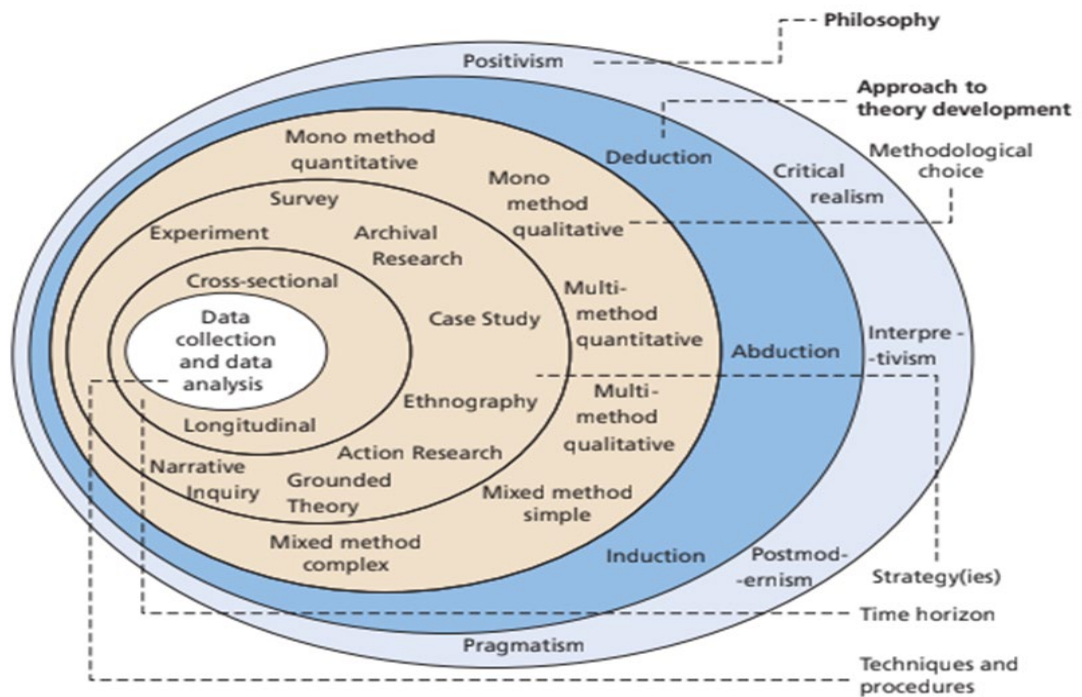 Philosophy
Positivism
Approach to
theory development
Mono method
quantitative
Deduction
Methodological
choice
Critical
realism
Mono
method
qualitative
Survey
Experiment
Archival
Research
Cross-sectional
Data
collection
and data
analysis
Case Study
Multi-
method
quantitative
Abduction
Interpre -
-tivism
Ethnography
Multi-
method
qualitative
Longitudinal
Action Research
Narrative
Inquiry
Grounded
Theory
Mixed method
simple
Mixed method
complex
Induction
Postmod-
-ernism
Strategy(ies)
Time horizon
Pragmatism
Techniques and
procedures